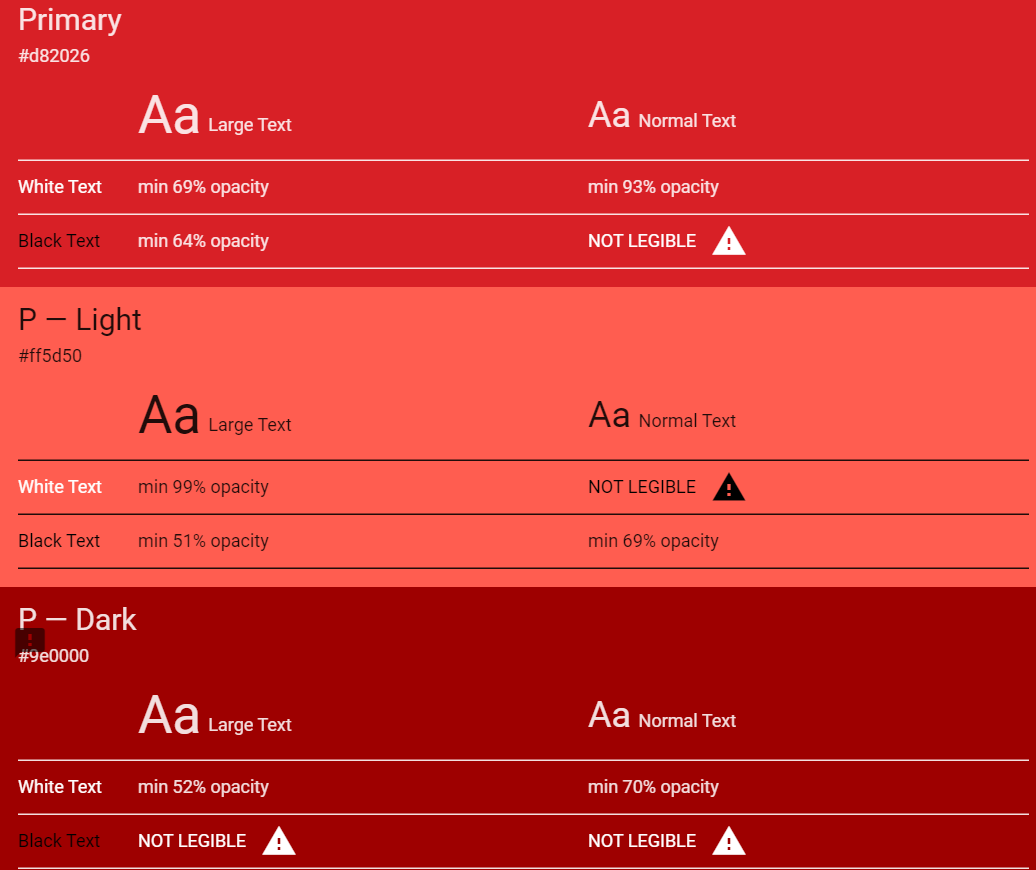 Primary
#d82026
Aa Large Text Aa Normal Text
White Text min 69% opacity min 93% opacity
Black Text min 64% opacity NOT LEGIBLE
P — Light
#ff5d50
Aa Large Text Aa Normal Text
White Text min 99% opacity NOT LEGIBLE
Black Text min 51% opacity min 69% opacity
P — Dark
#9e0000
Aa Large Text Aa Normal Text
White Text min 52% opacity min 70% opacity
Black Text NOT LEGIBLE NOT LEGIBLE